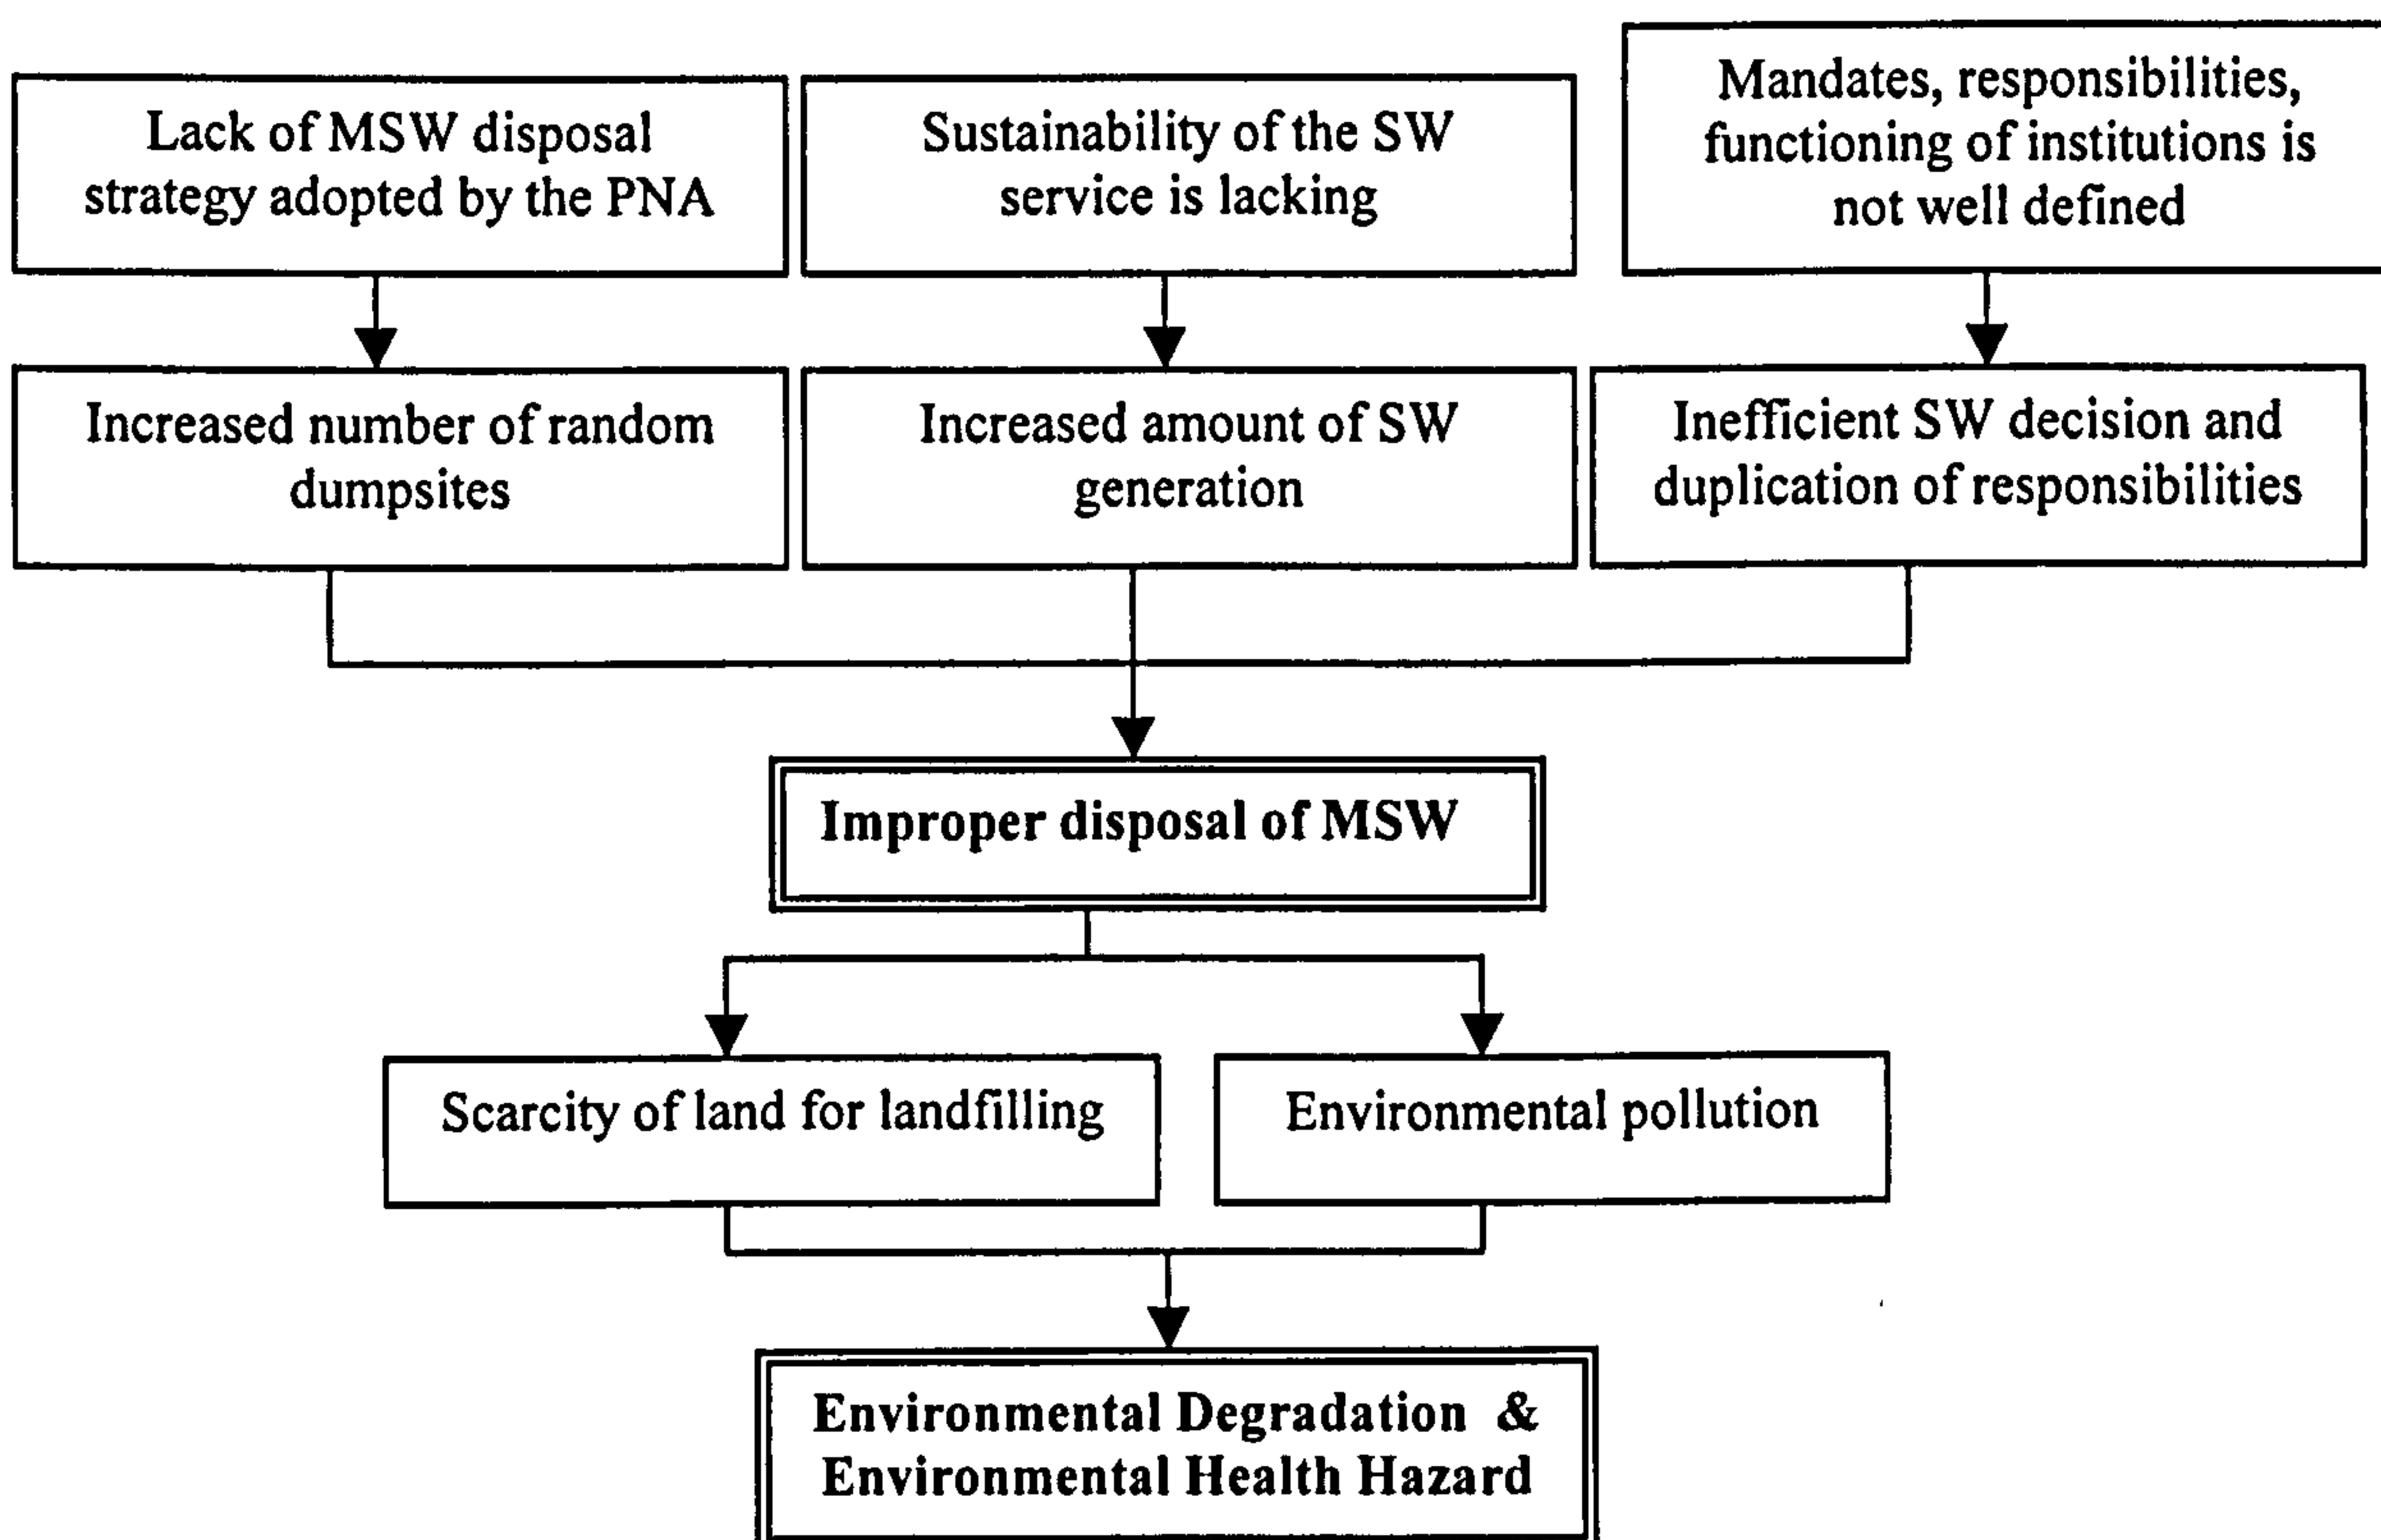 Lack of MSW disposal
strategy adopted by the PNA
Sustainability of the SW
service is lacking
Mandates, responsibilities,
functioning of institutions is
not well defined
Increased number of random
dumpsites
Increased amount of SW
generation
Inefficient SW decision and
duplication of responsibilities
Improper disposal of MSW
Scarcity of land for landfilling
Environmental pollution
Environmental Degradation &
Environmental Health Hazard